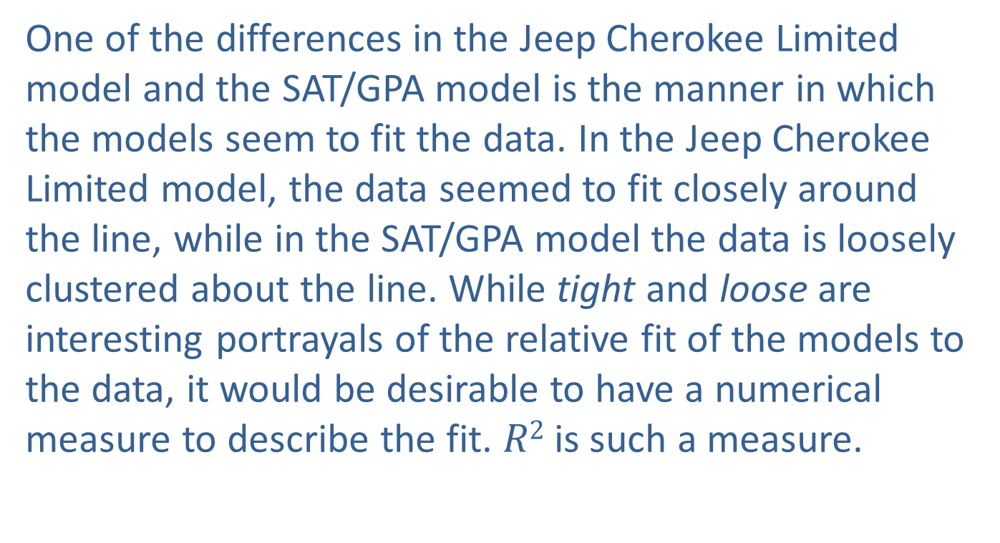 One of the differences in the Jeep Cherokee Limited
model and the SAT/GPA model is the manner in which
the models seem to fit the data. In the Jeep Cherokee
Limited model, the data seemed to fit closely around
the line, while in the SAT/GPA model the data is loosely
clustered about the line. While tight and loose are
interesting portrayals of the relative fit of the models to
the data, it would be desirable to have a numerical
measure to describe the fit. R² is such a measure.